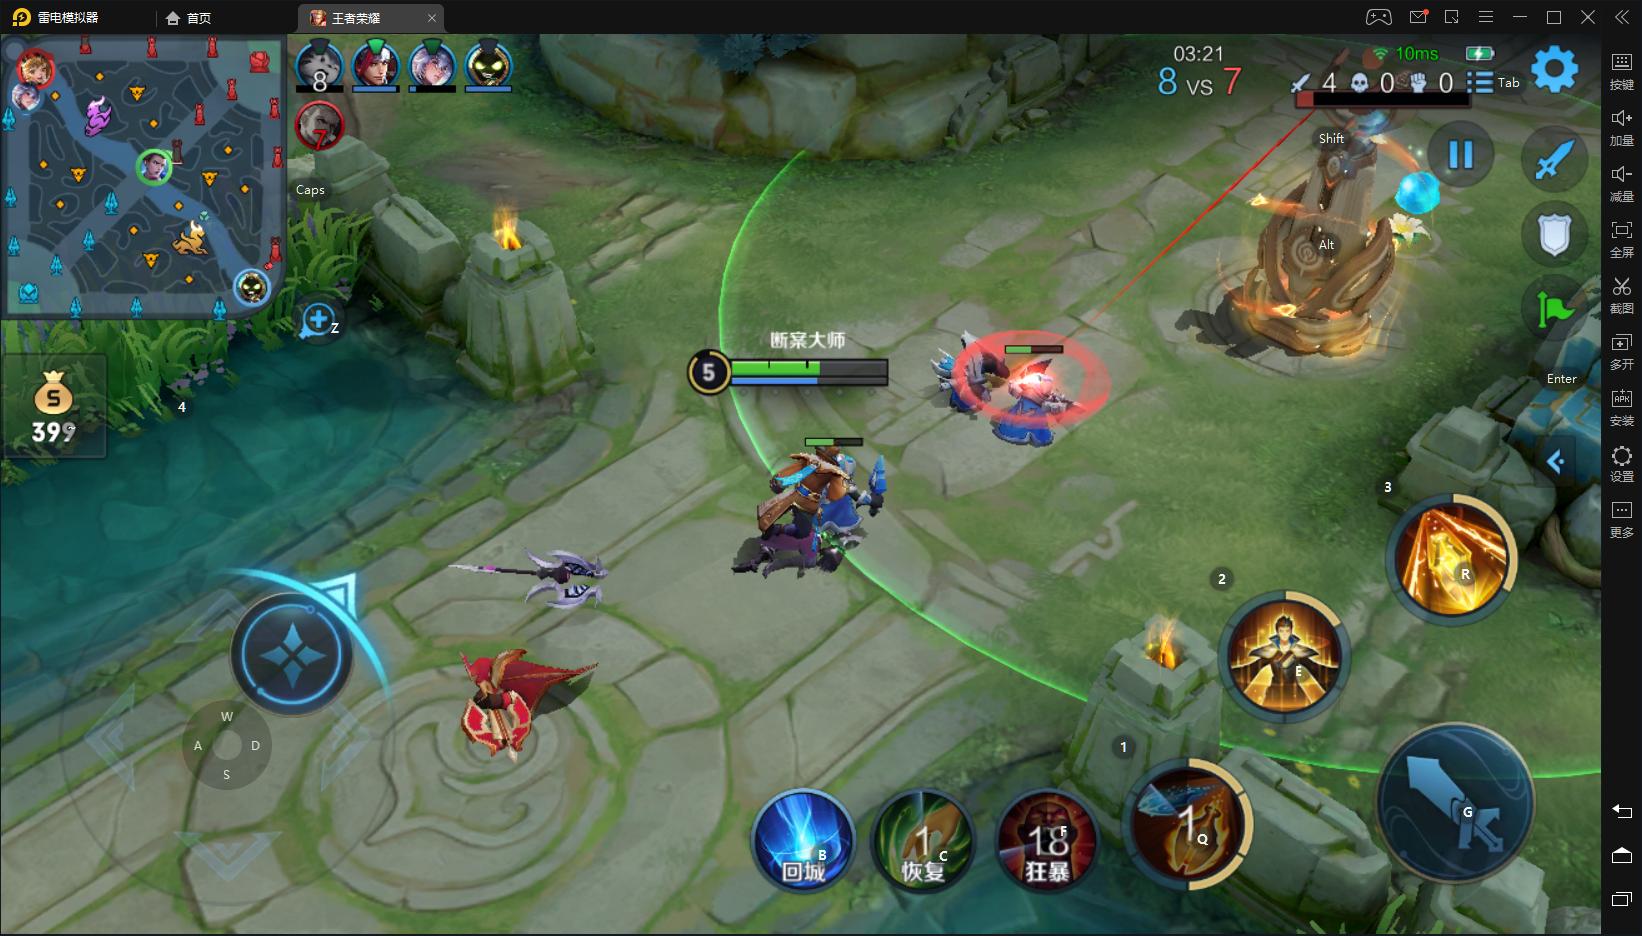 雷电模拟器
首页
王者荣耀
03:21
10ms
8 vs 7
4
0
0
Tab
8
7
Caps
Z
Shift
Alt
Enter
399
4
断案大师
5
3
R
2
E
1
1
Q
G
W
A
D
S
B
回城
1
C
恢复
18
F
狂暴
按键
加量
减量
全屏
截图
多开
APK
安装
设置
更多